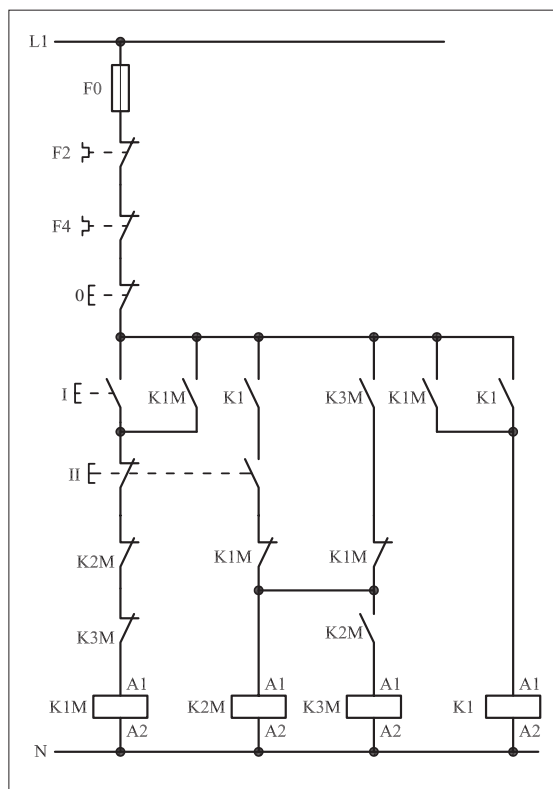 L1
F0
F2
F4
0
I K1M K1 K3M K1M K1
II
K1M K1M
K2M
K2M
K3M
A1 A1 A1 A1
K1M K2M K3M K1
A2 A2 A2 A2
N